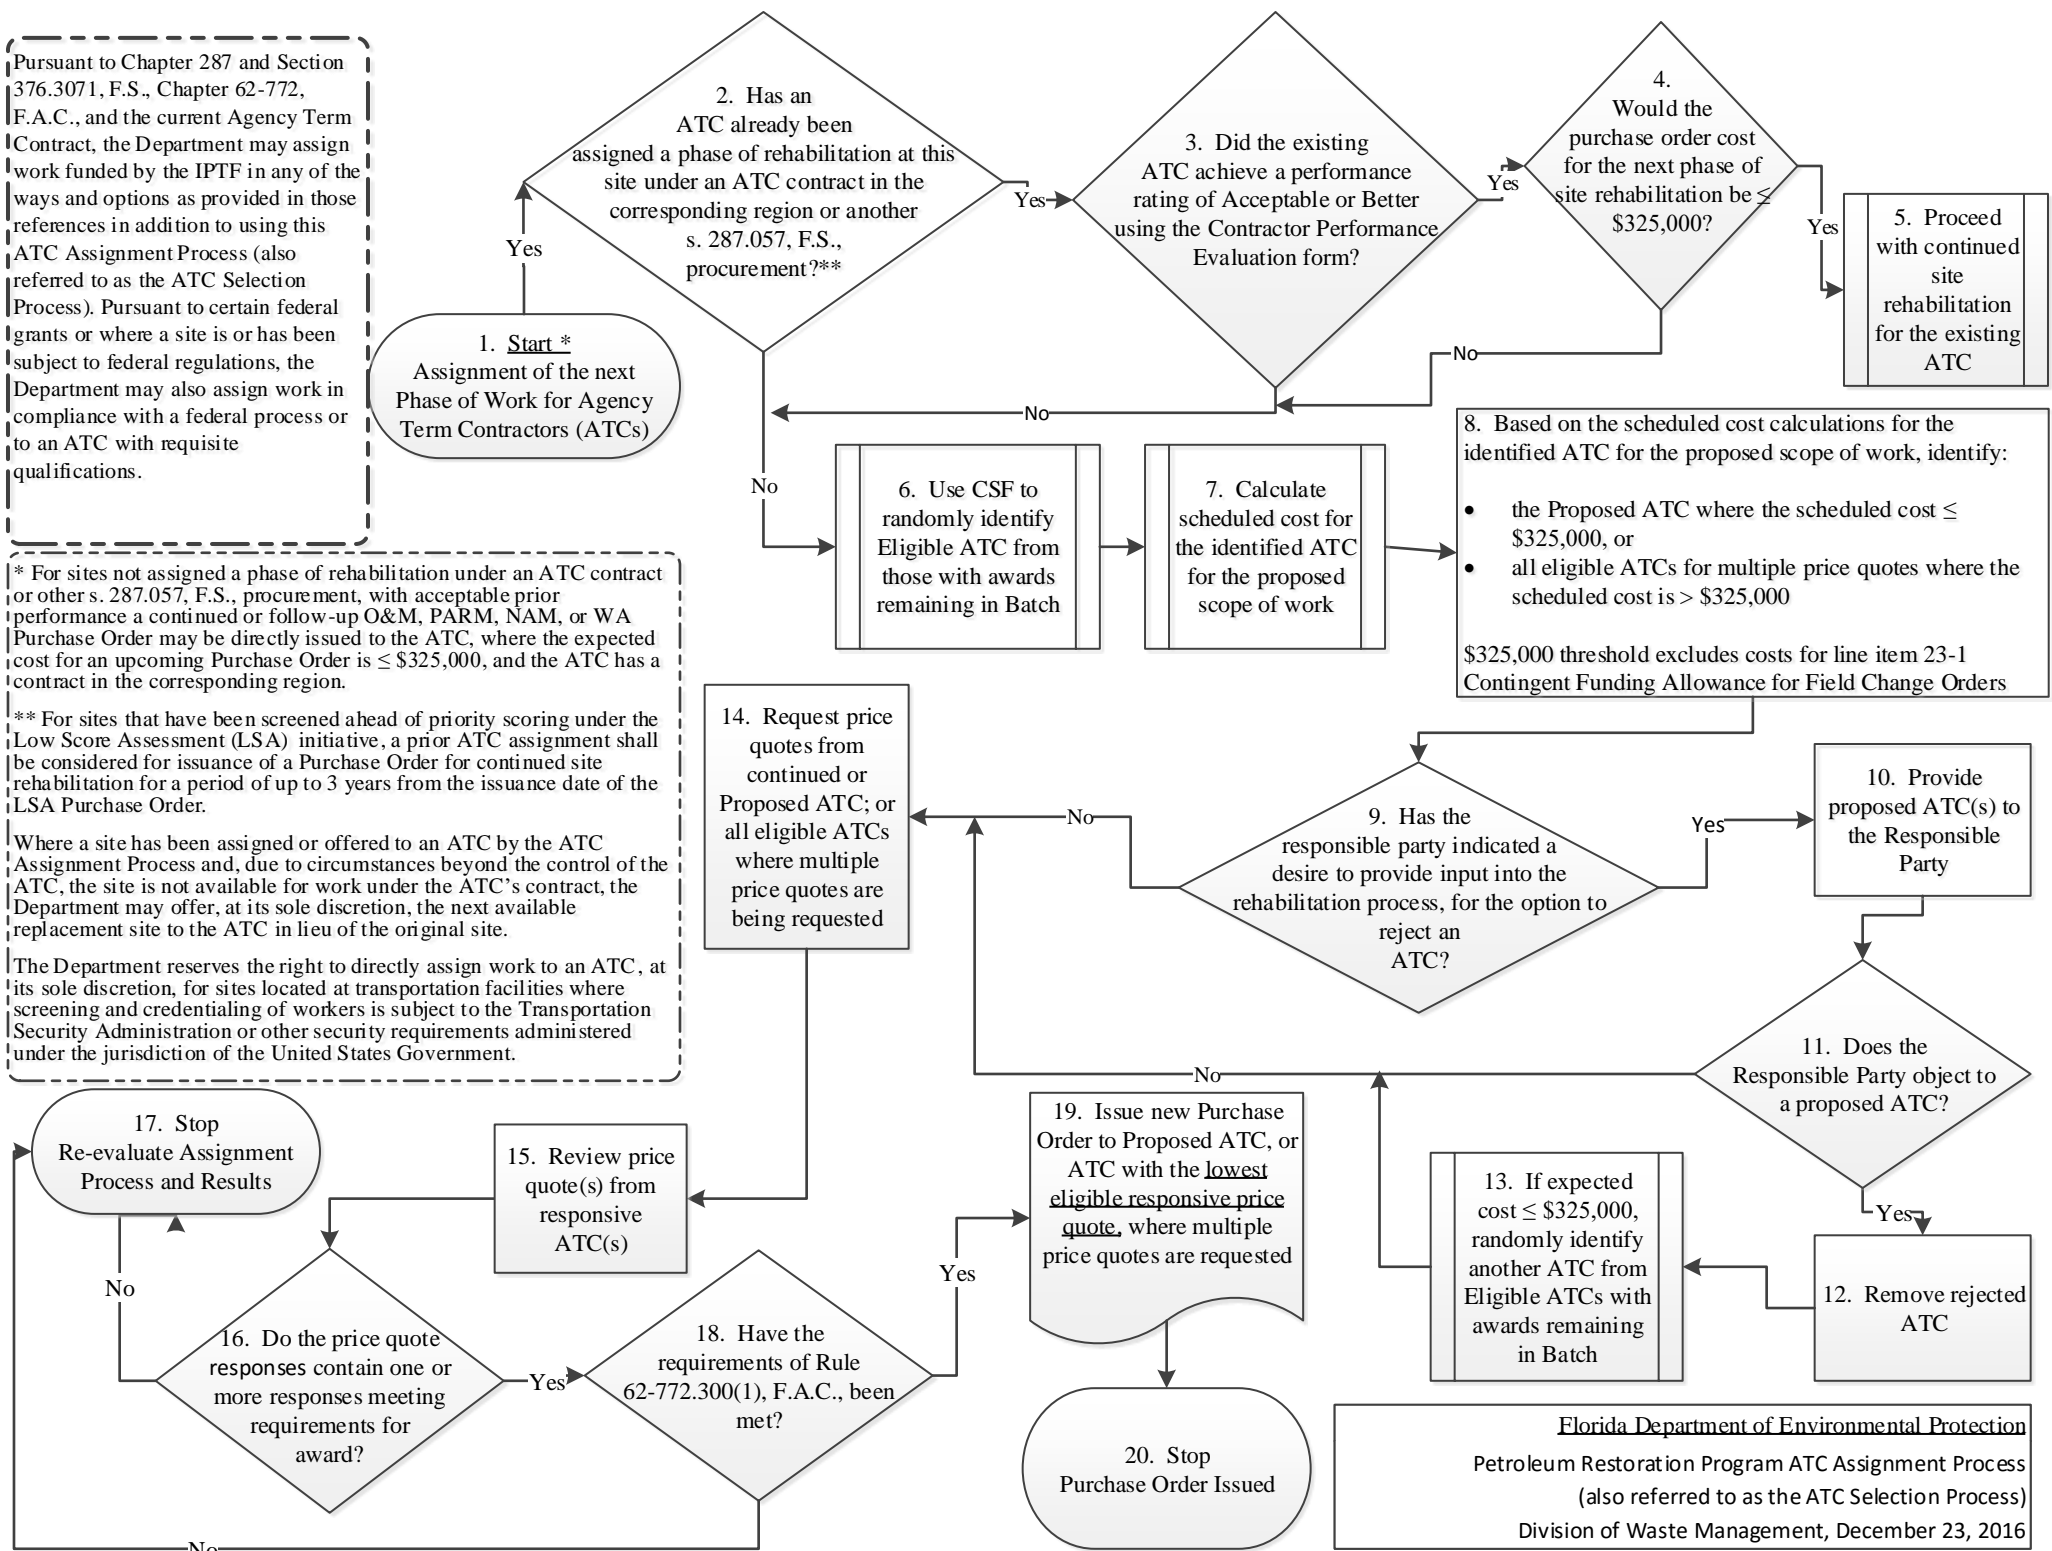 Pursuant to Chapter 287 and Section
376.3071, F.S., Chapter 62-772,
F.A.C., and the current Agency Term
Contract, the Department may assign
work funded by the IPTF in any of the
ways and options as provided in those
references in addition to using this
ATC Assignment Process (also
referred to as the ATC Selection
Process). Pursuant to certain federal
grants or where a site is or has been
subject to federal regulations, the
Department may also assign work in
compliance with a federal process or
to an ATC with requisite
qualifications.
1. Start *
Assignment of the next
Phase of Work for Agency
Term Contractors (ATCs)
Yes
2. Has an
ATC already been
assigned a phase of rehabilitation at this
site under an ATC contract in the
corresponding region or another
s. 287.057, F.S.,
procurement?**
Yes
No
3. Did the existing
ATC achieve a performance
rating of Acceptable or Better
using the Contractor Performance
Evaluation form?
Yes
No
4.
Would the
purchase order cost
for the next phase of
site rehabilitation be ≤
$325,000?
Yes
No
5. Proceed
with continued
site
rehabilitation
for the existing
ATC
6. Use CSF to
randomly identify
Eligible ATC from
those with awards
remaining in Batch
7. Calculate
scheduled cost for
the identified ATC
for the proposed
scope of work
8. Based on the scheduled cost calculations for the
identified ATC for the proposed scope of work, identify:
• the Proposed ATC where the scheduled cost ≤
$325,000, or
• all eligible ATCs for multiple price quotes where the
scheduled cost is > $325,000
$325,000 threshold excludes costs for line item 23-1
Contingent Funding Allowance for Field Change Orders
* For sites not assigned a phase of rehabilitation under an ATC contract
or other s. 287.057, F.S., procurement, with acceptable prior
performance a continued or follow-up O&M, PARM, NAM, or WA
Purchase Order may be directly issued to the ATC, where the expected
cost for an upcoming Purchase Order is ≤ $325,000, and the ATC has a
contract in the corresponding region.
** For sites that have been screened ahead of priority scoring under the
Low Score Assessment (LSA) initiative, a prior ATC assignment shall
be considered for issuance of a Purchase Order for continued site
rehabilitation for a period of up to 3 years from the issuance date of the
LSA Purchase Order.
Where a site has been assigned or offered to an ATC by the ATC
Assignment Process and, due to circumstances beyond the control of the
ATC, the site is not available for work under the ATC’s contract, the
Department may offer, at its sole discretion, the next available
replacement site to the ATC in lieu of the original site.
The Department reserves the right to directly assign work to an ATC, at
its sole discretion, for sites located at transportation facilities where
screening and credentialing of workers is subject to the Transportation
Security Administration or other security requirements administered
under the jurisdiction of the United States Government.
9. Has the
responsible party indicated a
desire to provide input into the
rehabilitation process, for the option to
reject an
ATC?
No
Yes
10. Provide
proposed ATC(s) to
the Responsible
Party
11. Does the
Responsible Party object to
a proposed ATC?
No
Yes
12. Remove rejected
ATC
13. If expected
cost ≤ $325,000,
randomly identify
another ATC from
Eligible ATCs with
awards remaining
in Batch
14. Request price
quotes from
continued or
Proposed ATC; or
all eligible ATCs
where multiple
price quotes are
being requested
15. Review price
quote(s) from
responsive
ATC(s)
16. Do the price quote
responses contain one or
more responses meeting
requirements for
award?
No
Yes
17. Stop
Re-evaluate Assignment
Process and Results
18. Have the
requirements of Rule
62-772.300(1), F.A.C., been
met?
Yes
No
19. Issue new Purchase
Order to Proposed ATC, or
ATC with the lowest
eligible responsive price
quote, where multiple
price quotes are requested
20. Stop
Purchase Order Issued
Florida Department of Environmental Protection
Petroleum Restoration Program ATC Assignment Process
(also referred to as the ATC Selection Process)
Division of Waste Management, December 23, 2016